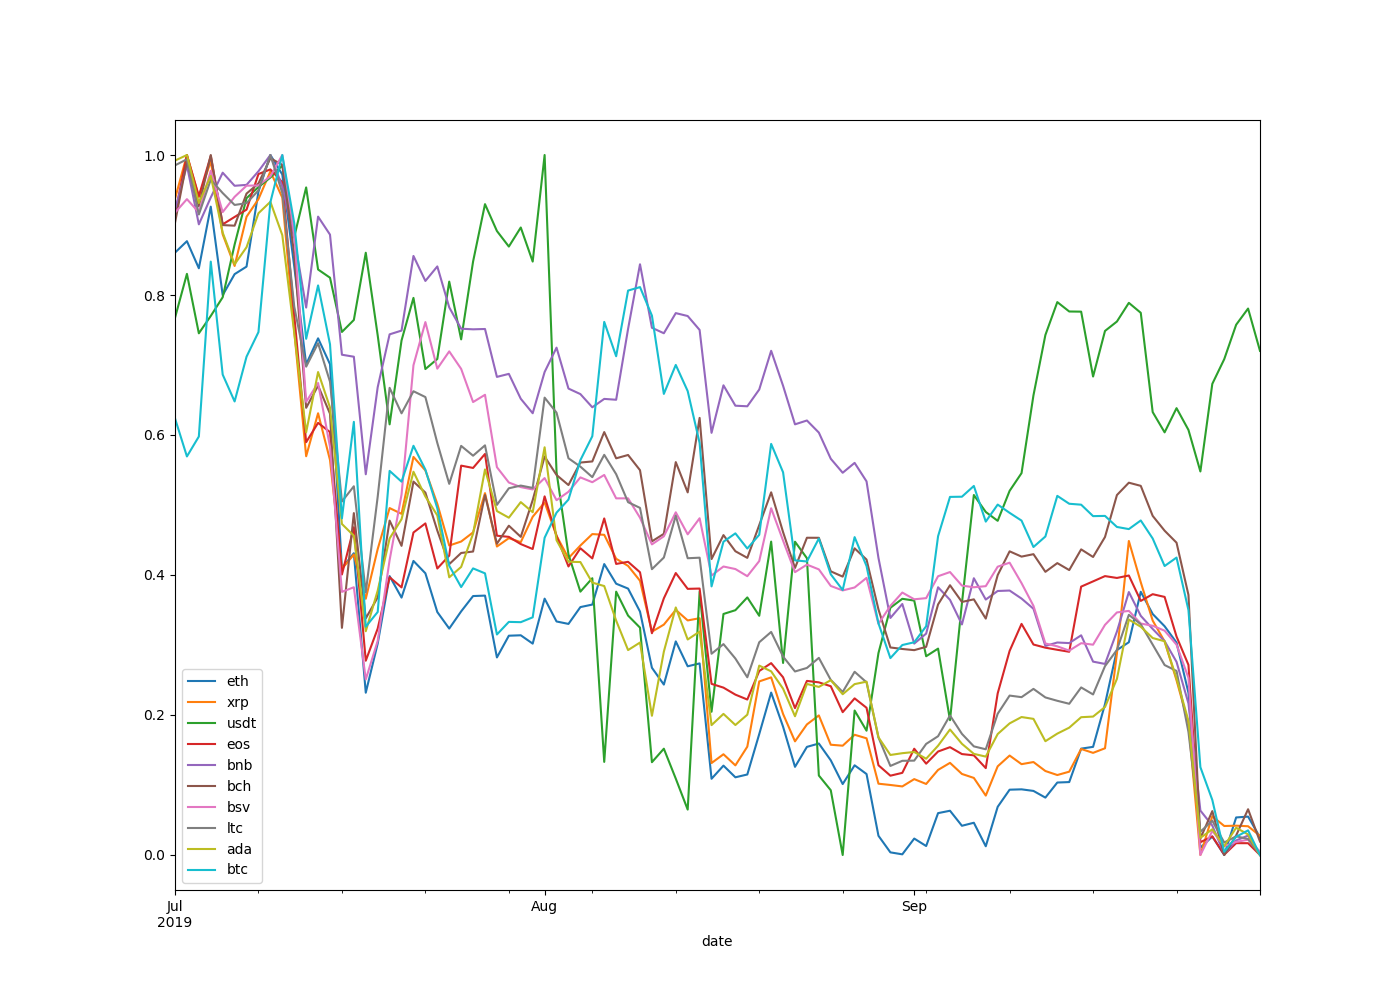 1.0
0.8
0.6
0.4
0.2
0.0
eth
xrp
usdt
eos
bnb
bch
bsv
ltc
ada
btc
Jul Aug Sep
2019
date